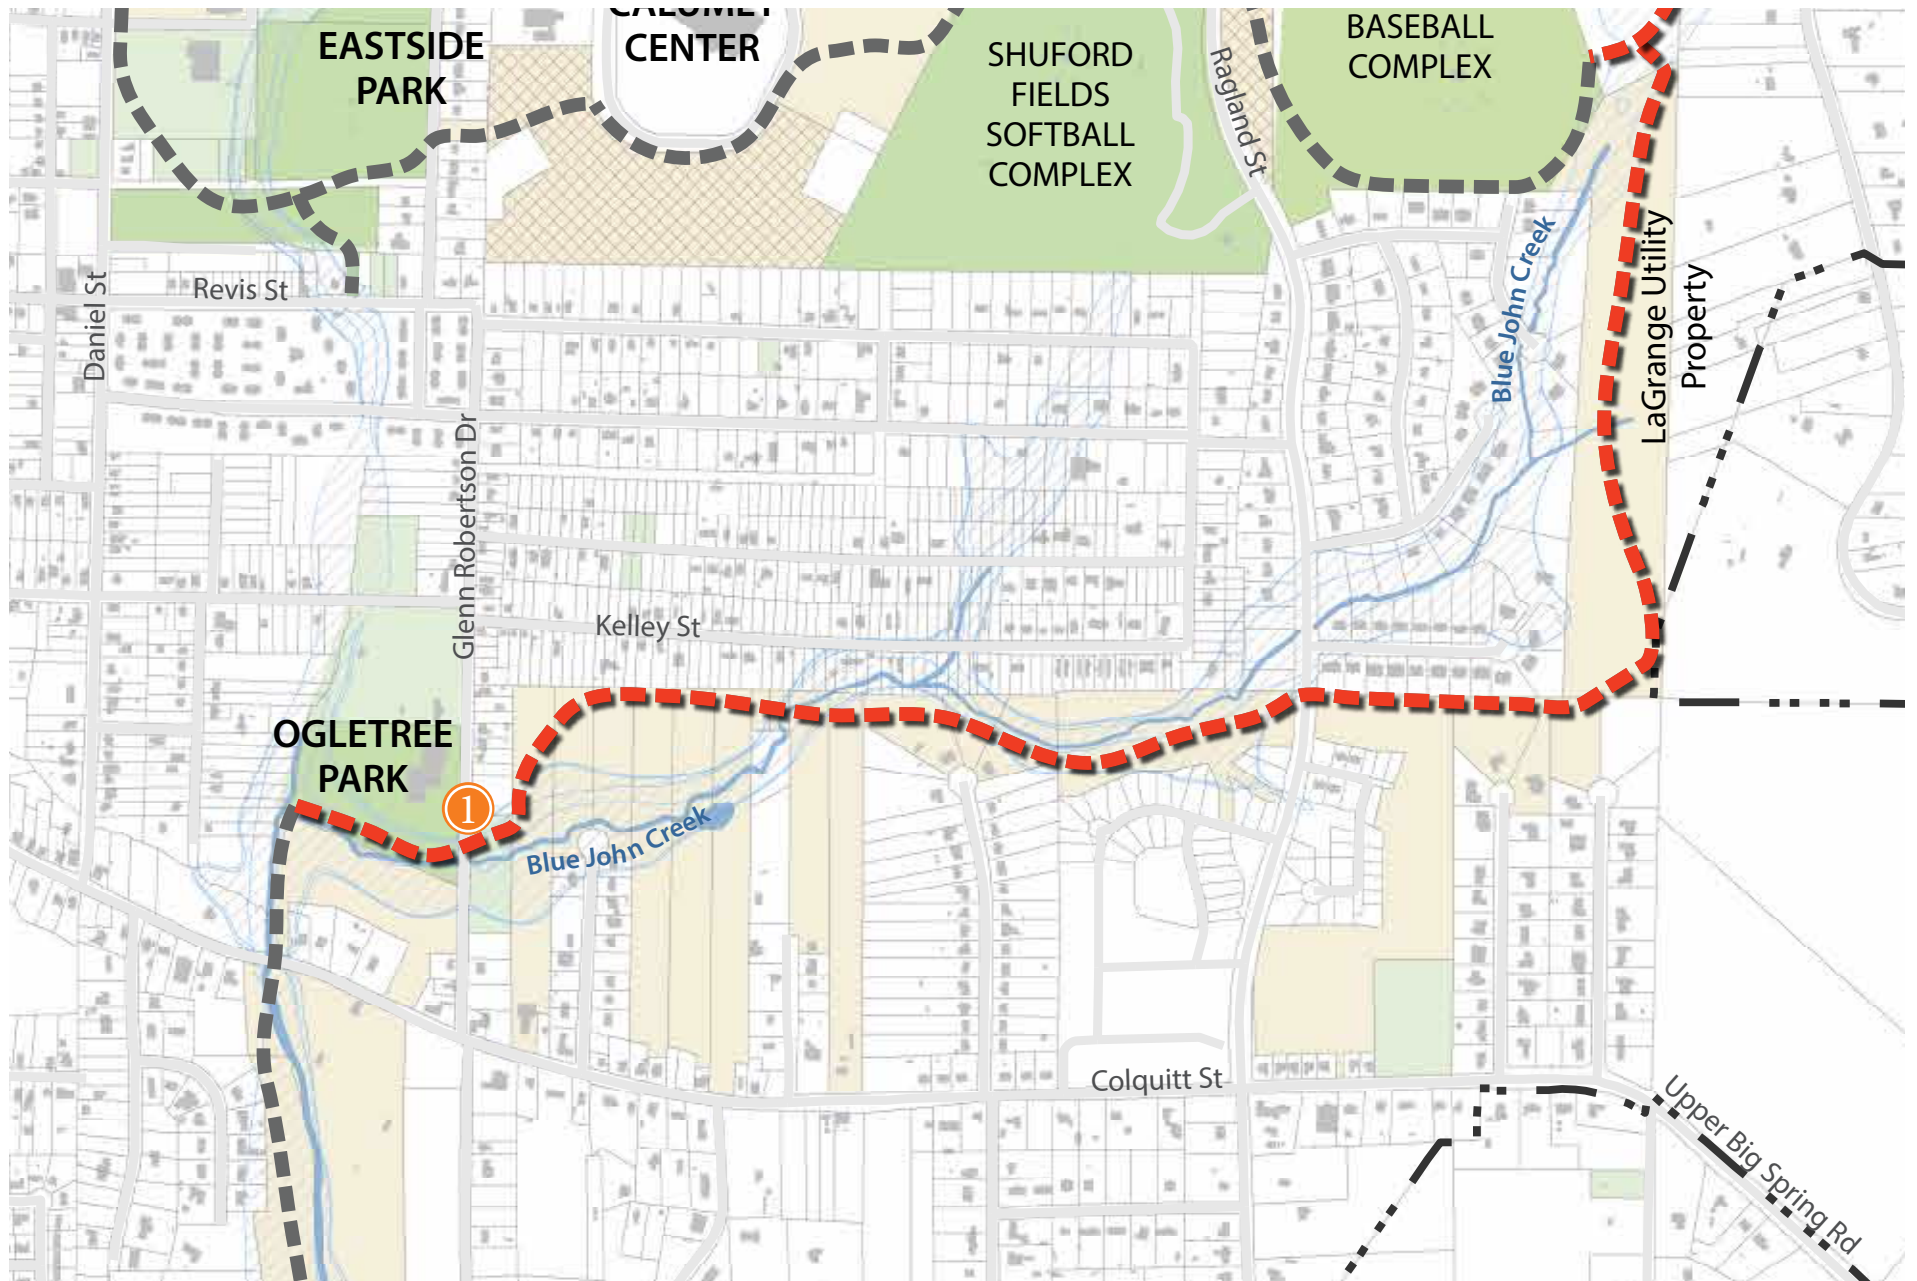 CALUMET
CENTER
EASTSIDE
PARK
SHUFORD
FIELDS
SOFTBALL
COMPLEX
BASEBALL
COMPLEX
Ragland St
Blue John Creek
LaGrange Utility
Property
Revis St
Daniel St
Glenn Robertson Dr
Kelley St
OGLETREE
PARK
1
Blue John Creek
Colquitt St
Upper Big Spring Rd